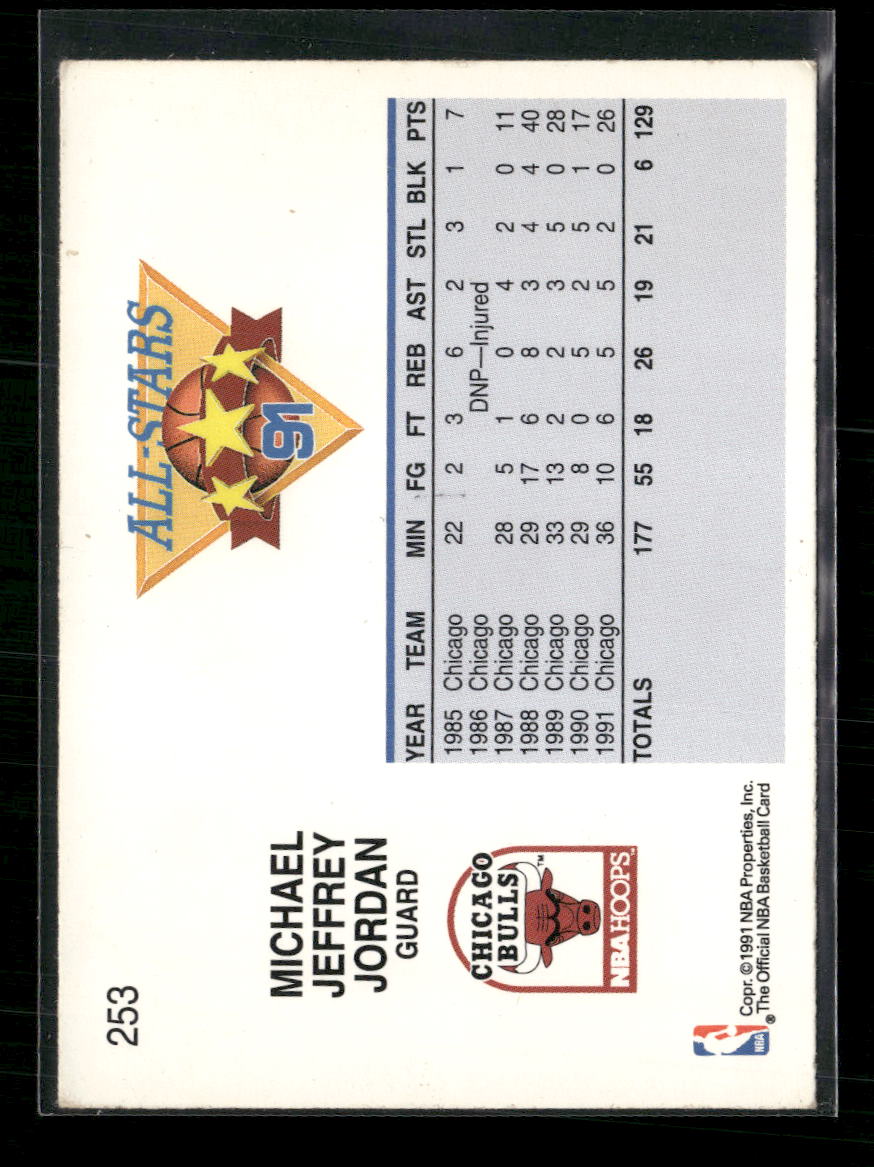 253
MICHAEL
JEFFREY
JORDAN
GUARD
CHICAGO
BULLS
TM
NBA HOOPS™
NBA
Copr. ©1991 NBA Properties, Inc.
®The Official NBA Basketball Card
ALL-STARS
91
YEAR TEAM MIN FG FT REB AST STL BLK PTS
1985 Chicago 22 2 3 6 2 3 1 7
1986 Chicago DNP—Injured
1987 Chicago 28 5 1 0 4 2 0 11
1988 Chicago 29 17 6 8 3 4 4 40
1989 Chicago 33 13 2 2 3 5 0 28
1990 Chicago 29 8 0 5 2 5 1 17
1991 Chicago 36 10 6 5 5 2 0 26
TOTALS 177 55 18 26 19 21 6 129